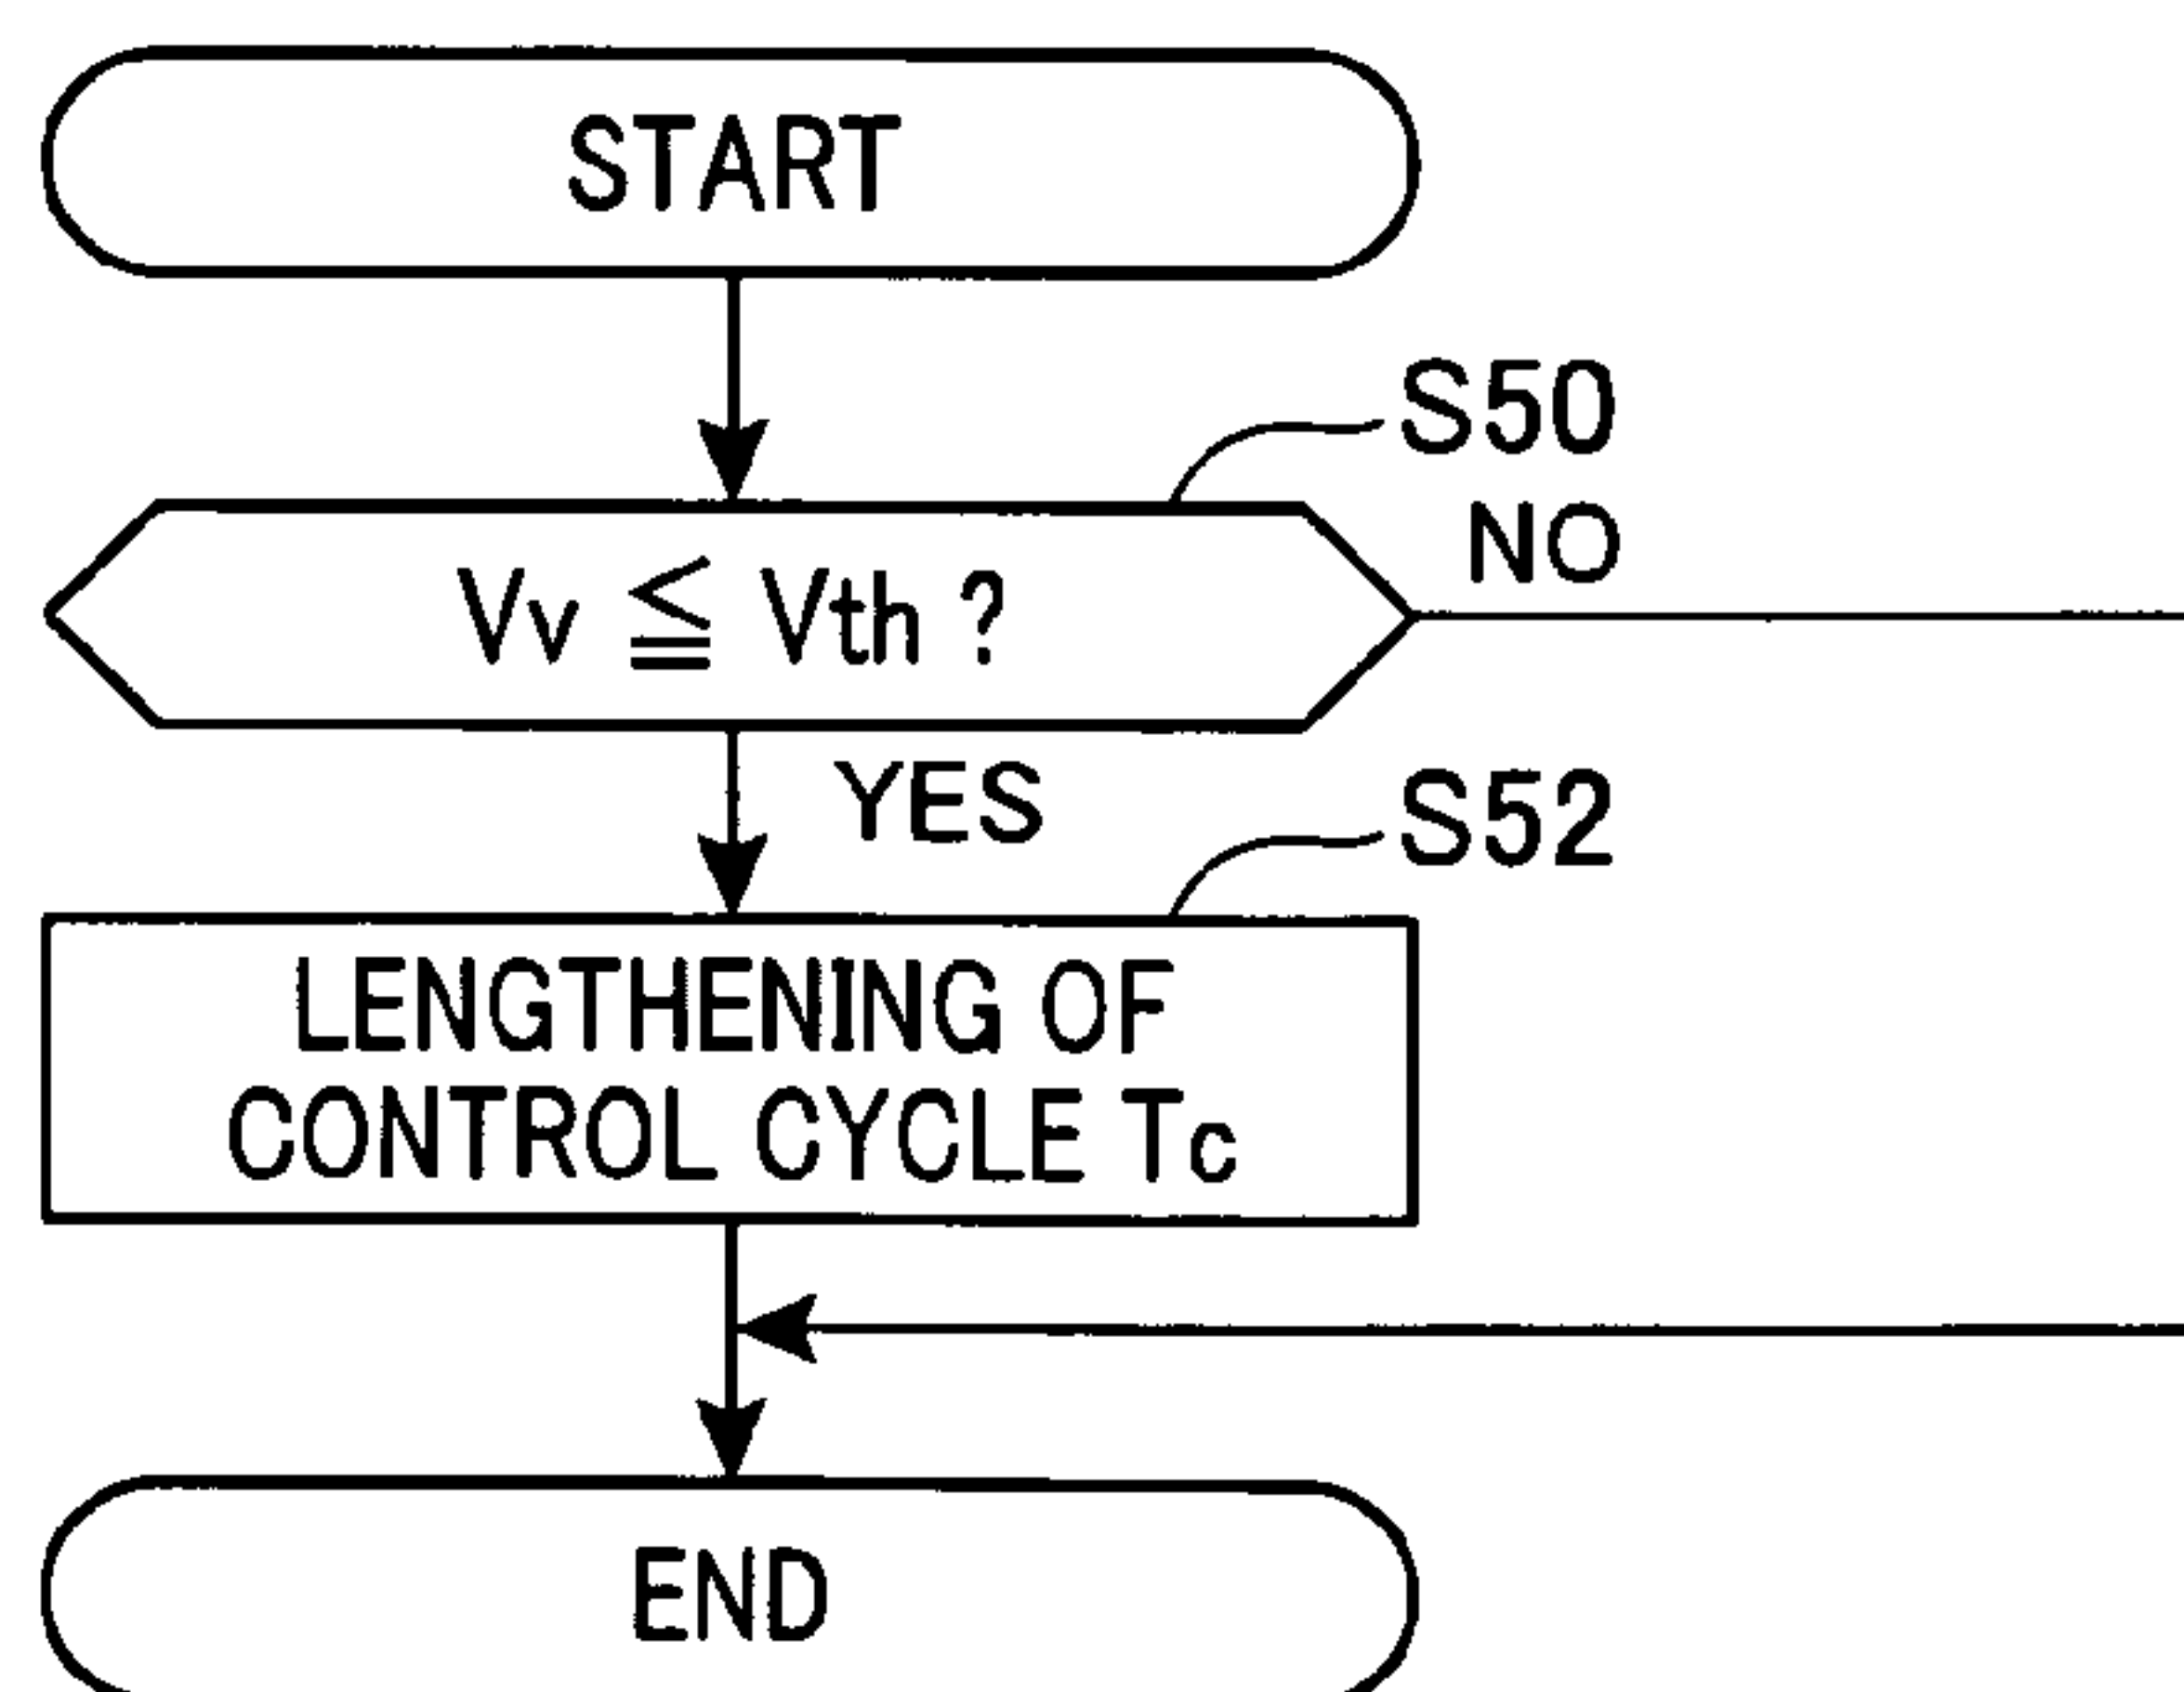 START
S50
NO
Vv ≦ Vth ?
YES
S52
LENGTHENING OF
CONTROL CYCLE Tc
END